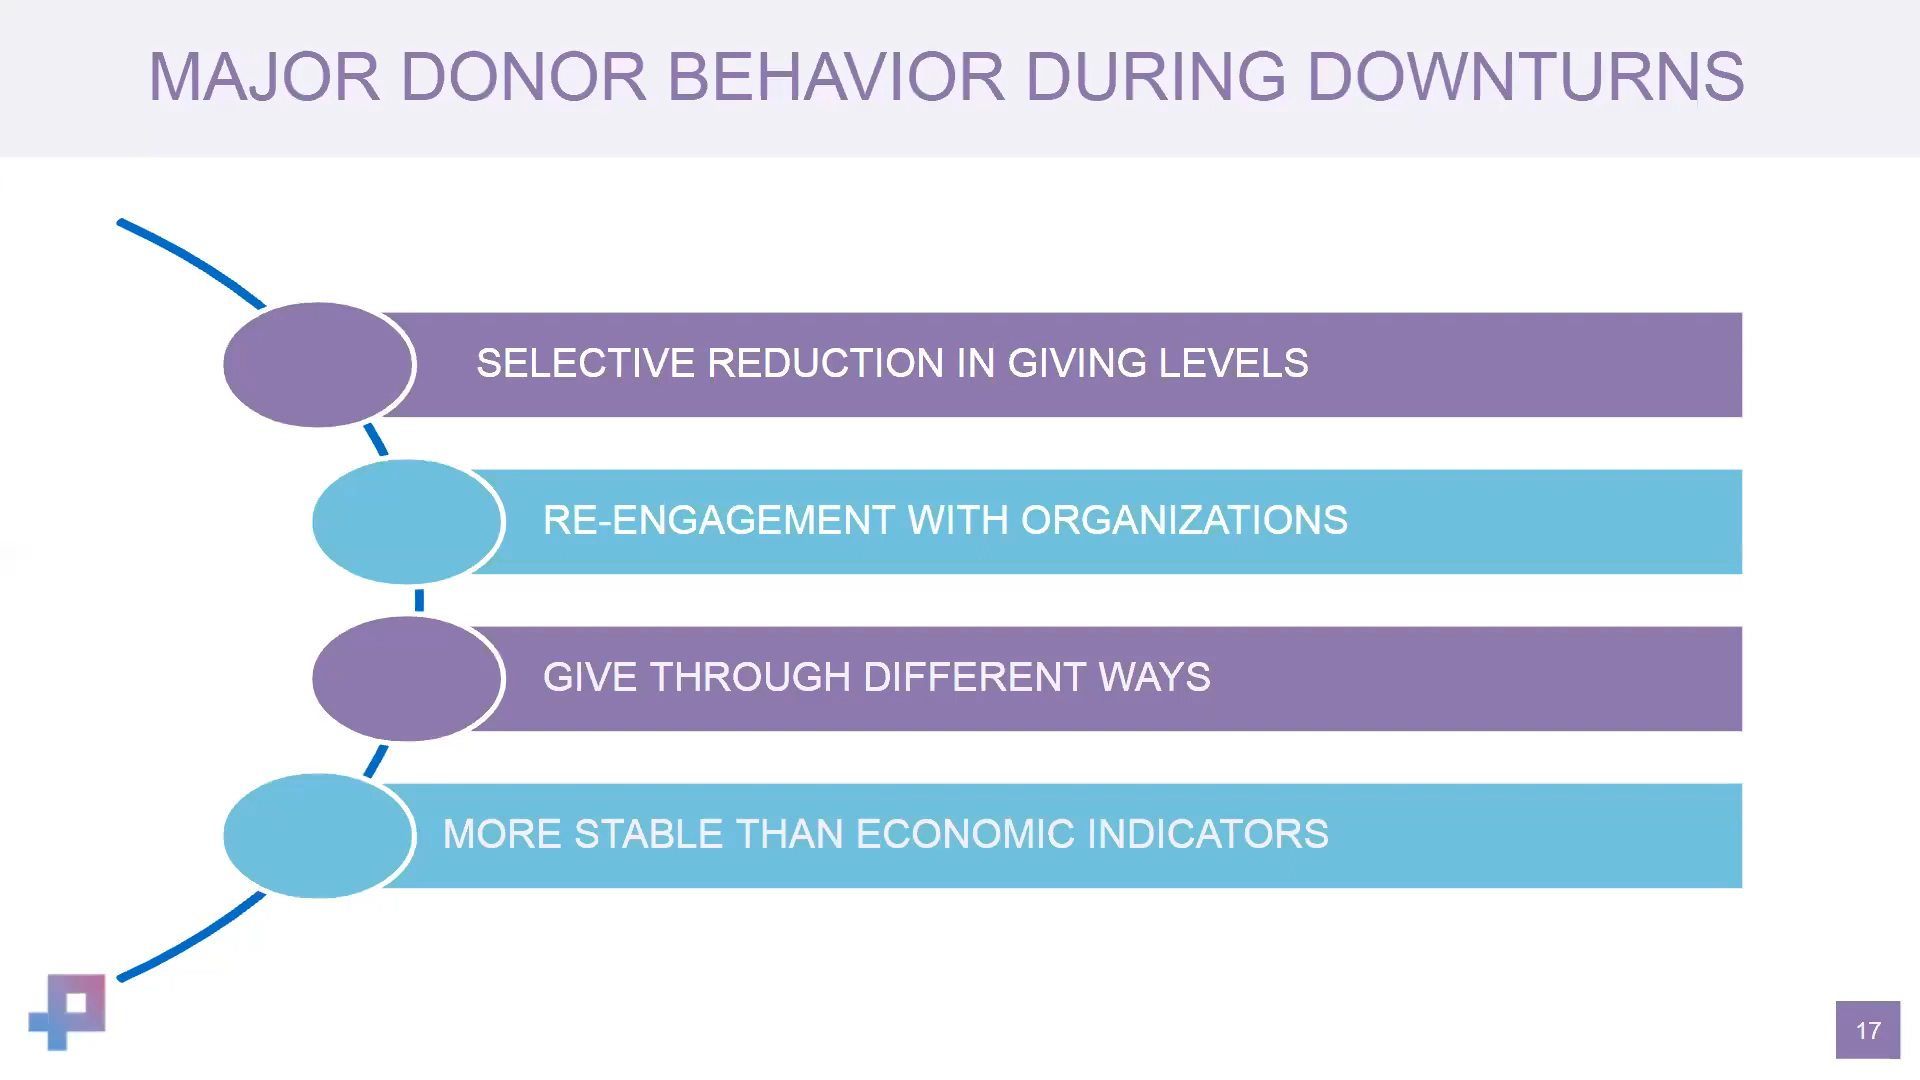 MAJOR DONOR BEHAVIOR DURING DOWNTURNS
SELECTIVE REDUCTION IN GIVING LEVELS
RE-ENGAGEMENT WITH ORGANIZATIONS
GIVE THROUGH DIFFERENT WAYS
MORE STABLE THAN ECONOMIC INDICATORS
17